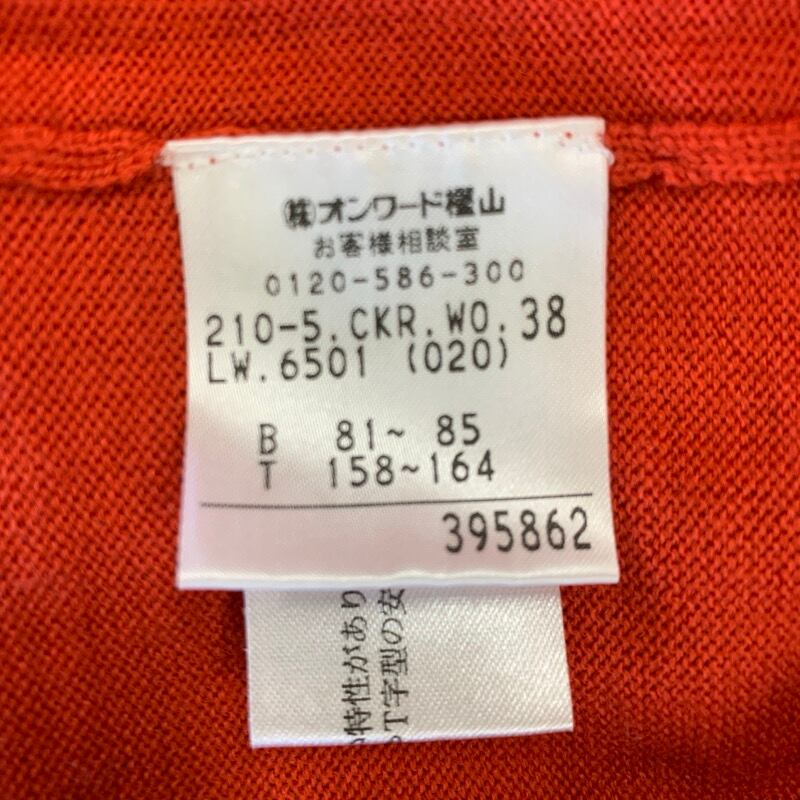 ㈱オンワード樫山
お客様相談室
0120-586-300
210-5.CKR.WO.38
LW.6501 (020)
B 81~ 85
T 158~164
395862
特性があり
T字型の安